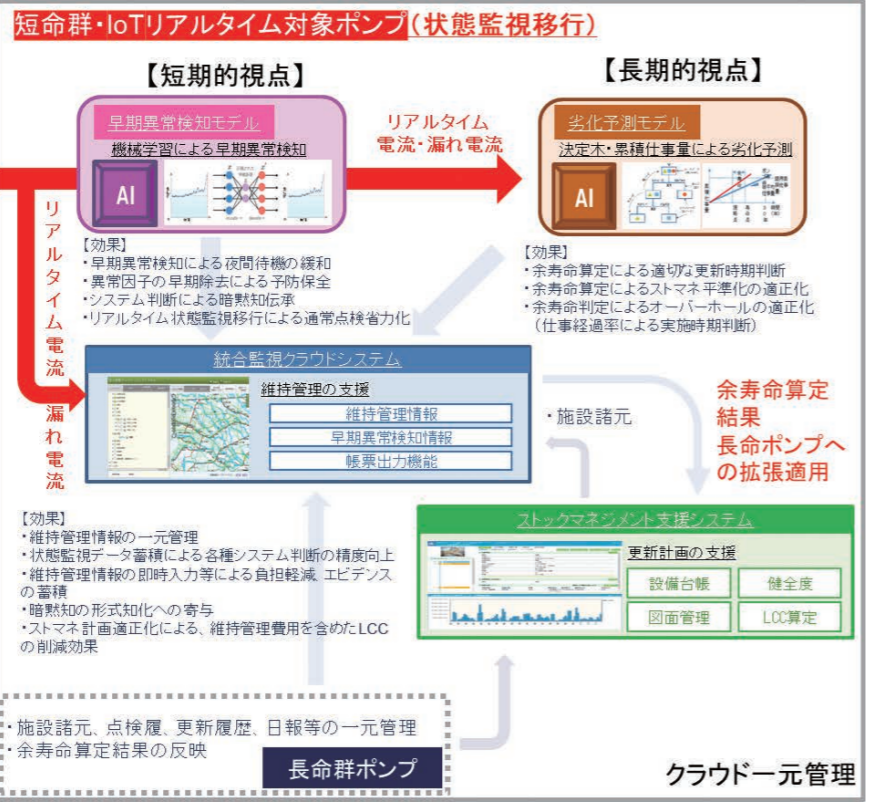 短命群・IoTリアルタイム対象ポンプ(状態監視移行)
【短期的視点】
【長期的視点】
早期異常検知モデル
機械学習による早期異常検知
AI
リアルタイム
電流・漏れ電流
劣化予測モデル
決定木・累積仕事量による劣化予測
AI
リアルタイム電流・漏れ電流
【効果】
・早期異常検知による夜間待機の緩和
・異常因子の早期除去による予防保全
・システム判断による暗黙知伝承
・リアルタイム状態監視移行による通常点検省力化
【効果】
・余寿命算定による適切な更新時期判断
・余寿命算定によるストマネ平準化の適正化
・余寿命判定によるオーバーホールの適正化
(仕事経過率による実施時期判断)
統合監視クラウドシステム
維持管理の支援
維持管理情報
早期異常検知情報
帳票出力機能
・施設諸元
余寿命算定
結果
長命ポンプへ
の拡張適用
【効果】
・維持管理情報の一元管理
・状態監視データ蓄積による各種システム判断の精度向上
・維持管理情報の即時入力等による負担軽減 エビデンス
の蓄積
・暗黙知の形式知化への寄与
・ストマネ計画適正化による、維持管理費用を含めたLCC
の削減効果
ストックマネジメント支援システム
更新計画の支援
設備台帳
健全度
図面管理
LCC算定
・施設諸元、点検履、更新履歴、日報等の一元管理
・余寿命算定結果の反映
長命群ポンプ
クラウド一元管理